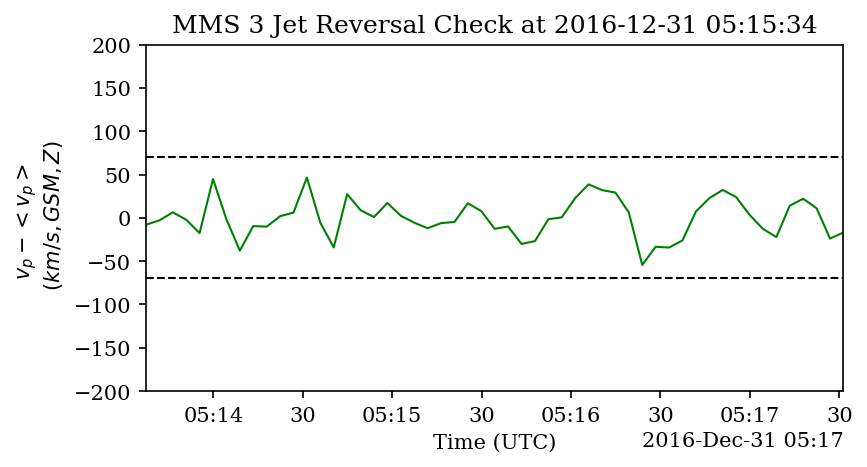 MMS 3 Jet Reversal Check at 2016-12-31 05:15:34
200
150
100
50
0
−50
−100
−150
−200
v_p − < v_p >
(km/s, GSM, Z)
05:14 30 05:15 30 05:16 30 05:17 30
Time (UTC)
2016-Dec-31 05:17